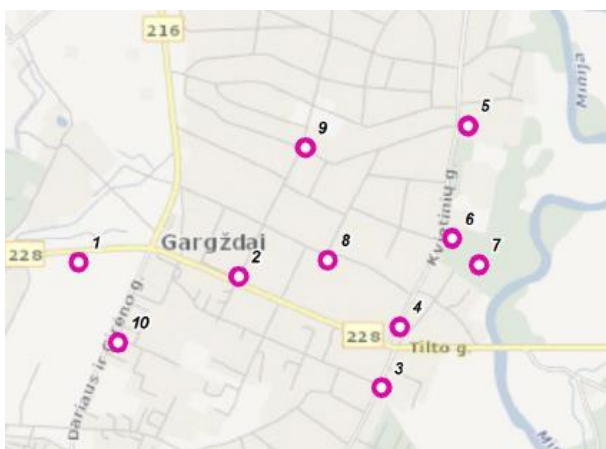 216
Minija
5
9
Kvietinių g.
6
Gargždai
1
8
7
228
2
10
4
228
Tilto g.
3
Dariaus ir Girėno g.